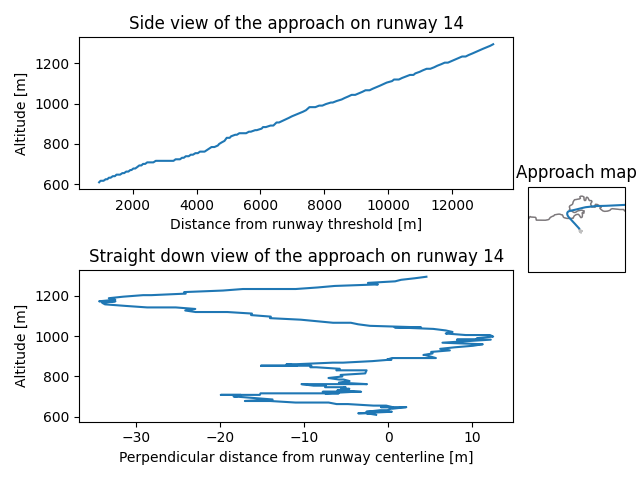 Side view of the approach on runway 14
1200
1000
800
600
Altitude [m]
2000 4000 6000 8000 10000 12000
Distance from runway threshold [m]
Approach map
Straight down view of the approach on runway 14
1200
1000
800
600
Altitude [m]
−30 −20 −10 0 10
Perpendicular distance from runway centerline [m]